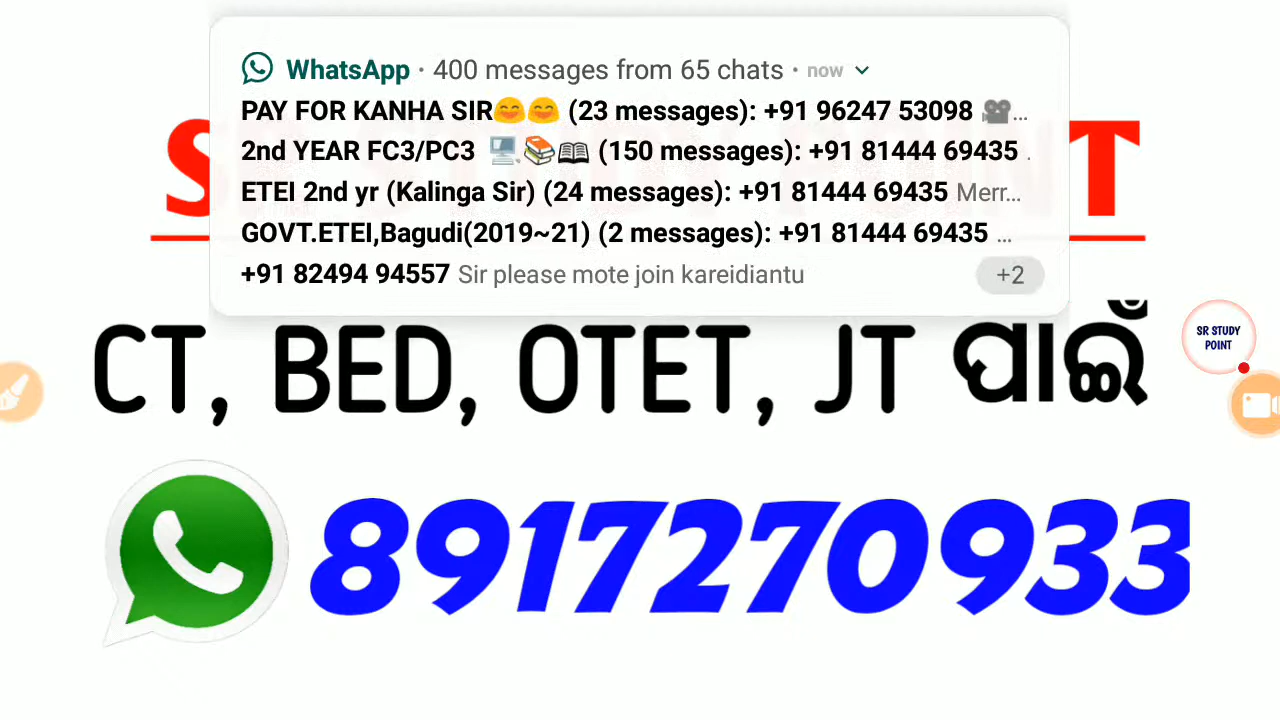 WhatsApp · 400 messages from 65 chats · now
PAY FOR KANHA SIR😊😊 (23 messages): +91 96247 53098 🎥...
2nd YEAR FC3/PC3 🖥️📚📖 (150 messages): +91 81444 69435 .
ETEI 2nd yr (Kalinga Sir) (24 messages): +91 81444 69435 Merr...
GOVT.ETEI,Bagudi(2019~21) (2 messages): +91 81444 69435 ...
+91 82494 94557 Sir please mote join kareidiantu
+2
CT, BED, OTET, JT ପାଇଁ
SR STUDY
POINT
8917270933